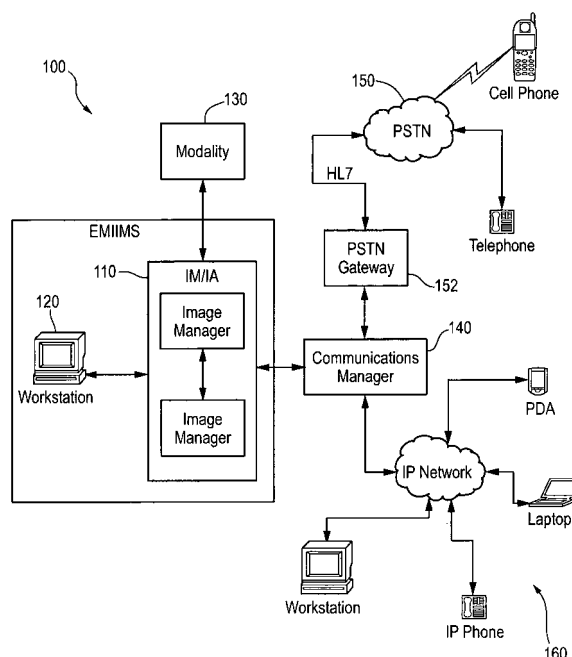 100
130
Modality
150
PSTN
Cell Phone
HL7
Telephone
EMIIMS
110
IM/IA
120
Image
Manager
Image
Manager
Workstation
PSTN
Gateway
152
140
Communications
Manager
PDA
IP Network
Laptop
Workstation
IP Phone
160